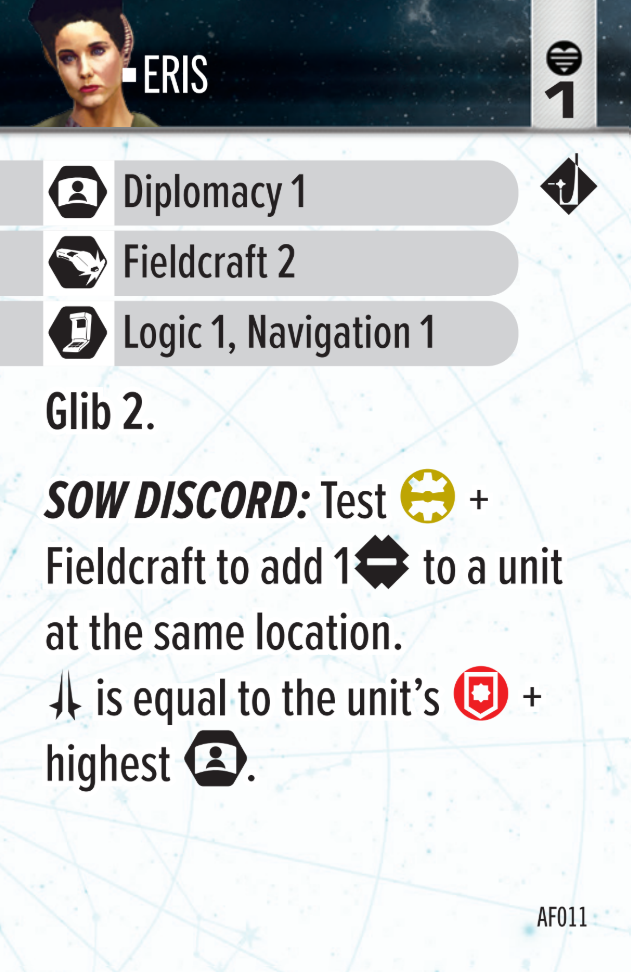 ERIS
1
Diplomacy 1
Fieldcraft 2
Logic 1, Navigation 1
Glib 2.
SOW DISCORD: Test +
Fieldcraft to add 1 to a unit
at the same location.
is equal to the unit's +
highest .
AF011